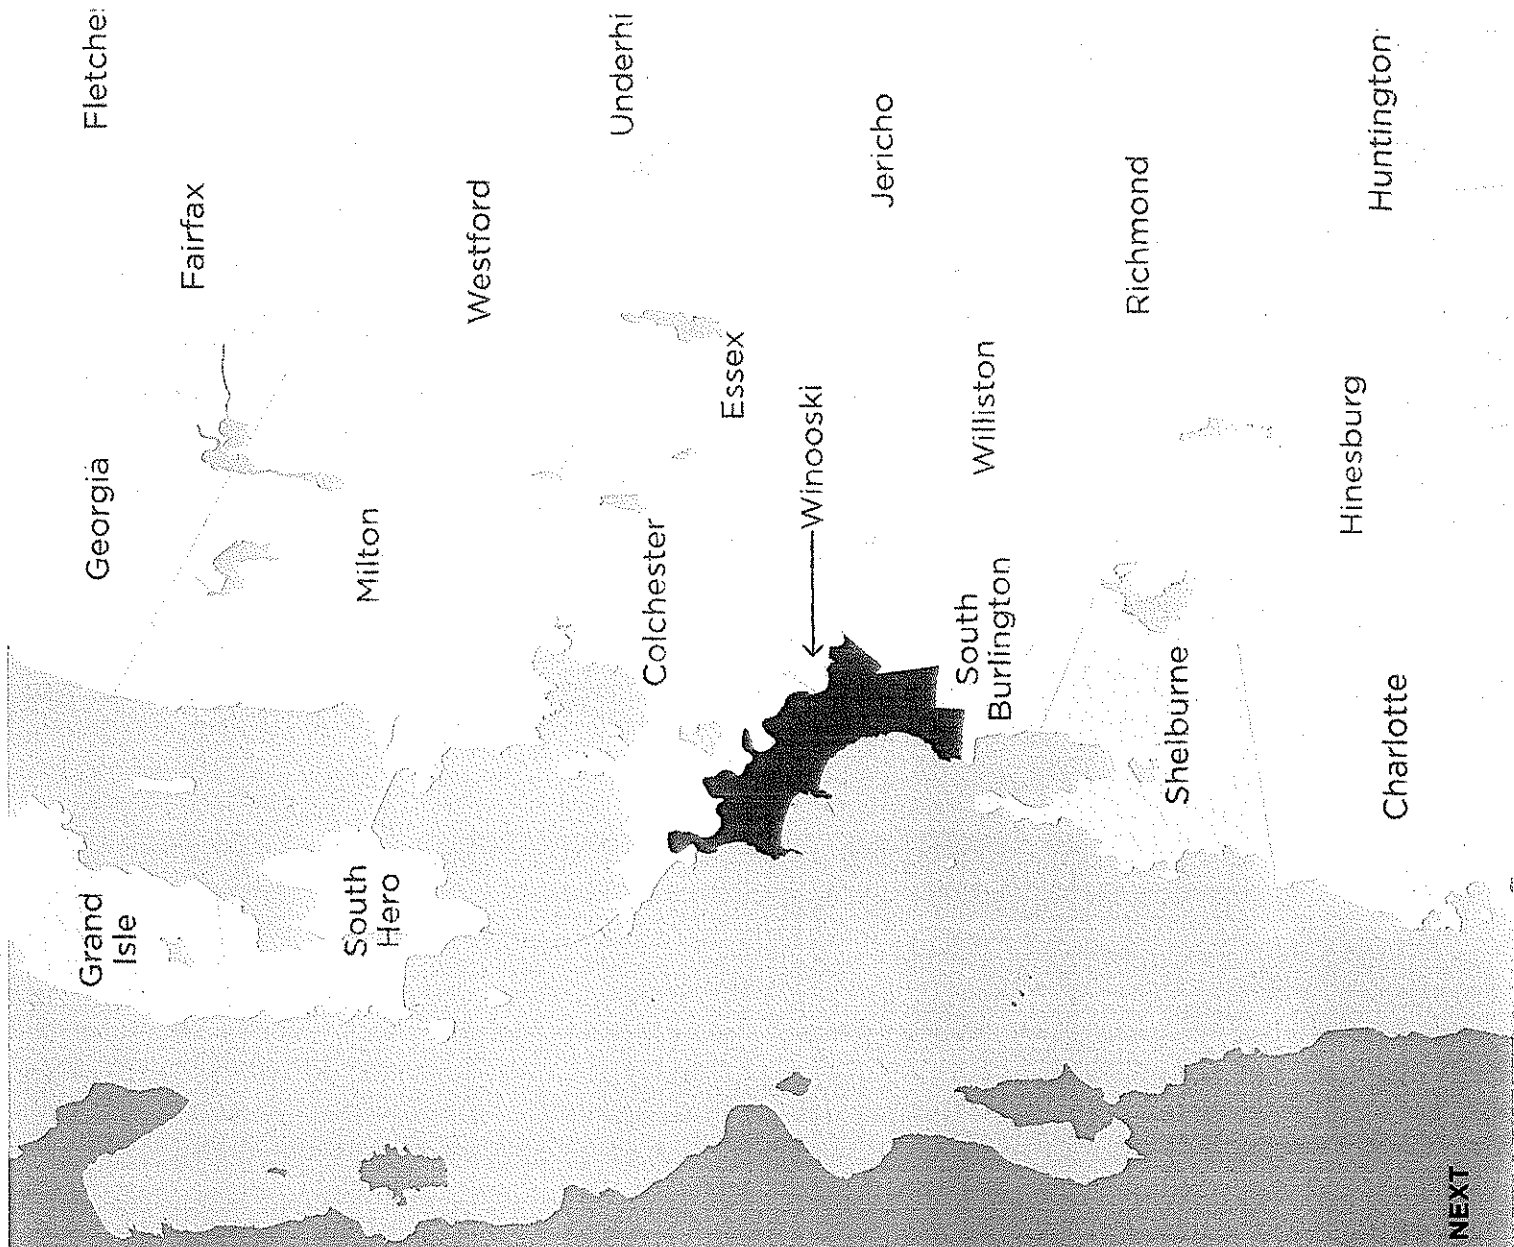 Grand
Isle
Georgia
Fletche
Fairfax
South
Hero
Milton
Westford
Underhi
Colchester
Essex
Winooski
Jericho
South
Burlington
Williston
Richmond
Shelburne
Hinesburg
Huntington
Charlotte
NEXT